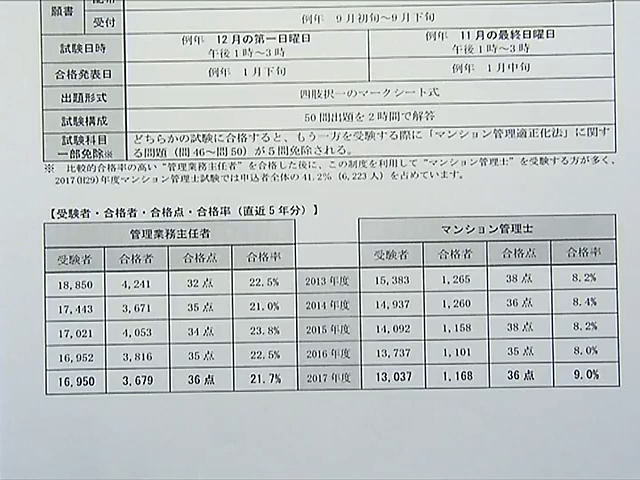 願書
受付
例年 9月初旬～9月下旬
試験日時
例年 12月の第一日曜日
午後1時～3時
例年 11月の最終日曜日
午後1時～3時
合格発表日
例年 1月下旬
例年 1月中旬
出題形式
四肢択一のマークシート式
試験構成
50問出題を2時間で解答
試験科目
一部免除※
どちらかの試験に合格すると、もう一方を受験する際に「マンション管理適正化法」に関す
る問題（問46～問50）が5問免除される。
※ 比較的合格率の高い“管理業務主任者”を合格した後に、この制度を利用して“マンション管理士”を受験する方が多く、
2017(H29)年度マンション管理士試験では申込者全体の41.2%（6,223人）を占めています。
【受験者・合格者・合格点・合格率（直近5年分）】
管理業務主任者 マンション管理士
受験者 合格者 合格点 合格率 受験者 合格者 合格点 合格率
18,850 4,241 32点 22.5% 2013年度 15,383 1,265 38点 8.2%
17,443 3,671 35点 21.0% 2014年度 14,937 1,260 36点 8.4%
17,021 4,053 34点 23.8% 2015年度 14,092 1,158 38点 8.2%
16,952 3,816 35点 22.5% 2016年度 13,737 1,101 35点 8.0%
16,950 3,679 36点 21.7% 2017年度 13,037 1,168 36点 9.0%